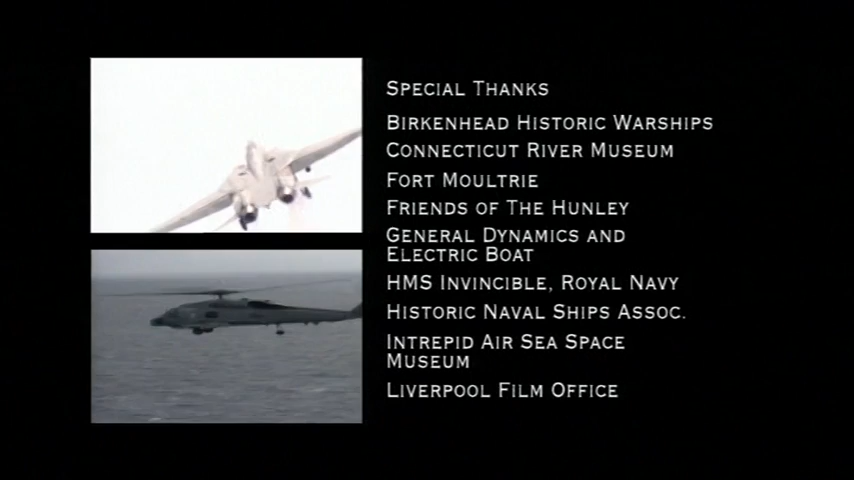 SPECIAL THANKS
BIRKENHEAD HISTORIC WARSHIPS
CONNECTICUT RIVER MUSEUM
FORT MOULTRIE
FRIENDS OF THE HUNLEY
GENERAL DYNAMICS AND
ELECTRIC BOAT
HMS INVINCIBLE, ROYAL NAVY
HISTORIC NAVAL SHIPS ASSOC.
INTREPID AIR SEA SPACE
MUSEUM
LIVERPOOL FILM OFFICE